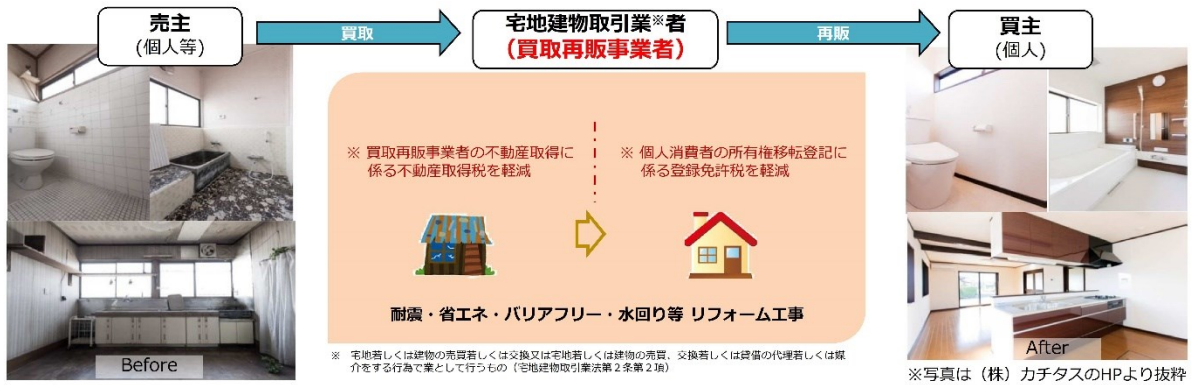 売主
(個人等)
買取
宅地建物取引業※者
(買取再販事業者)
再販
買主
(個人)
※ 買取再販事業者の不動産取得に
係る不動産取得税を軽減
※ 個人消費者の所有権移転登記に
係る登録免許税を軽減
耐震・省エネ・バリアフリー・水回り等 リフォーム工事
Before
After
※ 宅地若しくは建物の売買若しくは交換又は宅地若しくは建物の売買、交換若しくは貸借の代理若しくは媒
介をする行為で業として行うもの(宅地建物取引業法第2条第2項)
※写真は(株)カチタスのHPより抜粋